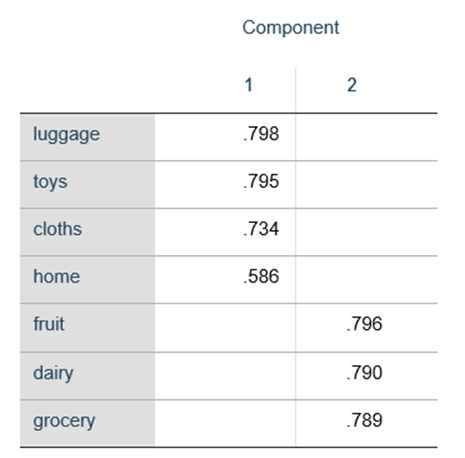 Component
1 2
luggage .798
toys .795
cloths .734
home .586
fruit .796
dairy .790
grocery .789